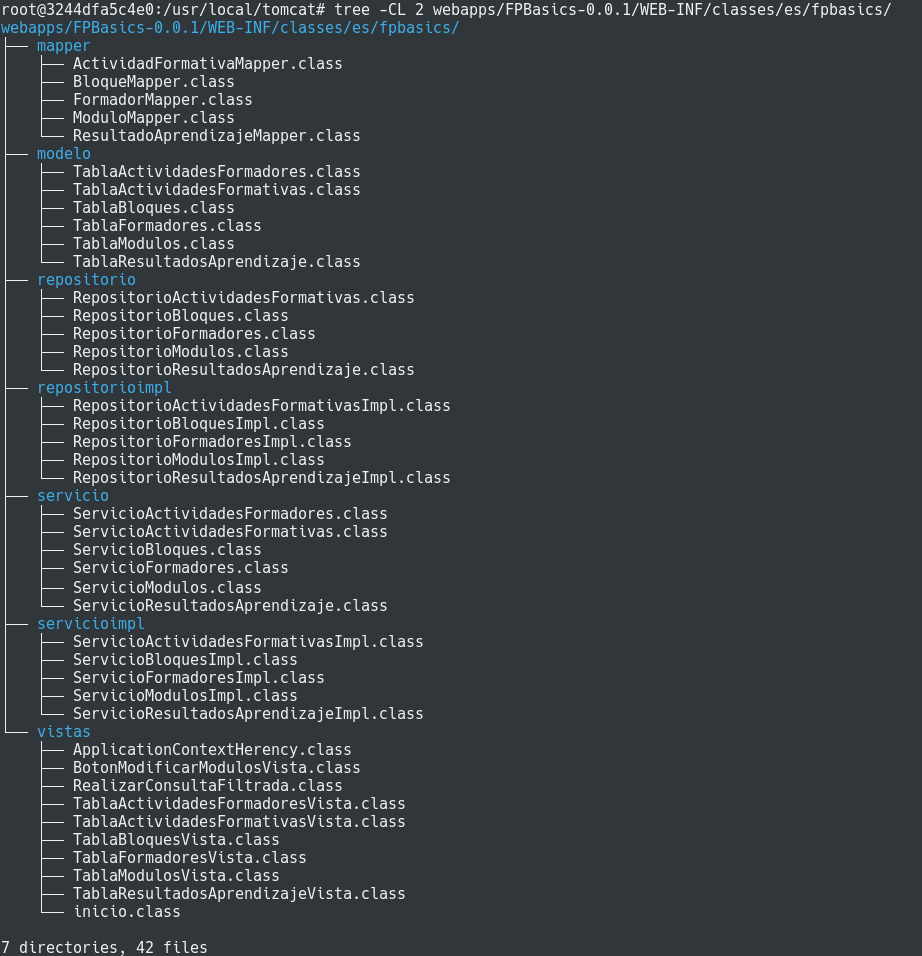 root@3244dfa5c4e0:/usr/local/tomcat# tree -CL 2 webapps/FPBasics-0.0.1/WEB-INF/classes/es/fpbasics/
webapps/FPBasics-0.0.1/WEB-INF/classes/es/fpbasics/
├── mapper
│   ├── ActividadFormativaMapper.class
│   ├── BloqueMapper.class
│   ├── FormadorMapper.class
│   ├── ModuloMapper.class
│   └── ResultadoAprendizajeMapper.class
├── modelo
│   ├── TablaActividadesFormadores.class
│   ├── TablaActividadesFormativas.class
│   ├── TablaBloques.class
│   ├── TablaFormadores.class
│   ├── TablaModulos.class
│   └── TablaResultadosAprendizaje.class
├── repositorio
│   ├── RepositorioActividadesFormativas.class
│   ├── RepositorioBloques.class
│   ├── RepositorioFormadores.class
│   ├── RepositorioModulos.class
│   └── RepositorioResultadosAprendizaje.class
├── repositorioimpl
│   ├── RepositorioActividadesFormativasImpl.class
│   ├── RepositorioBloquesImpl.class
│   ├── RepositorioFormadoresImpl.class
│   ├── RepositorioModulosImpl.class
│   └── RepositorioResultadosAprendizajeImpl.class
├── servicio
│   ├── ServicioActividadesFormadores.class
│   ├── ServicioActividadesFormativas.class
│   ├── ServicioBloques.class
│   ├── ServicioFormadores.class
│   ├── ServicioModulos.class
│   └── ServicioResultadosAprendizaje.class
├── servicioimpl
│   ├── ServicioActividadesFormativasImpl.class
│   ├── ServicioBloquesImpl.class
│   ├── ServicioFormadoresImpl.class
│   ├── ServicioModulosImpl.class
│   └── ServicioResultadosAprendizajeImpl.class
└── vistas
    ├── ApplicationContextHerency.class
    ├── BotonModificarModulosVista.class
    ├── RealizarConsultaFiltrada.class
    ├── TablaActividadesFormadoresVista.class
    ├── TablaActividadesFormativasVista.class
    ├── TablaBloquesVista.class
    ├── TablaFormadoresVista.class
    ├── TablaModulosVista.class
    ├── TablaResultadosAprendizajeVista.class
    └── inicio.class

7 directories, 42 files